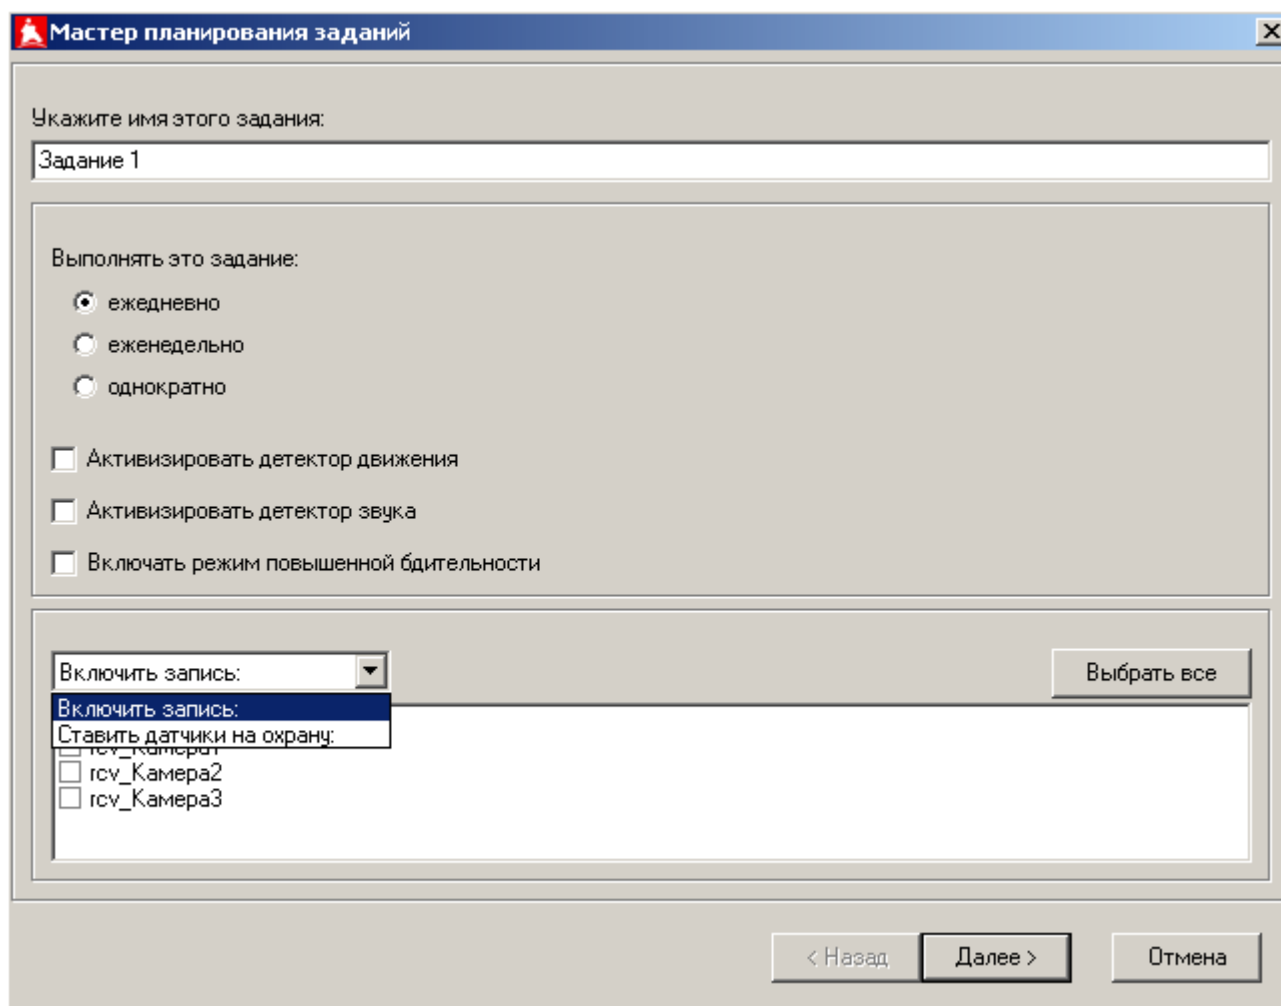 Мастер планирования заданий
Укажите имя этого задания:
Задание 1
Выполнять это задание:
ежедневно
еженедельно
однократно
Активизировать детектор движения
Активизировать детектор звука
Включать режим повышенной бдительности
Включить запись:
Выбрать все
Включить запись:
Ставить датчики на охрану:
rcv_Камера1
rcv_Камера2
rcv_Камера3
< Назад
Далее >
Отмена